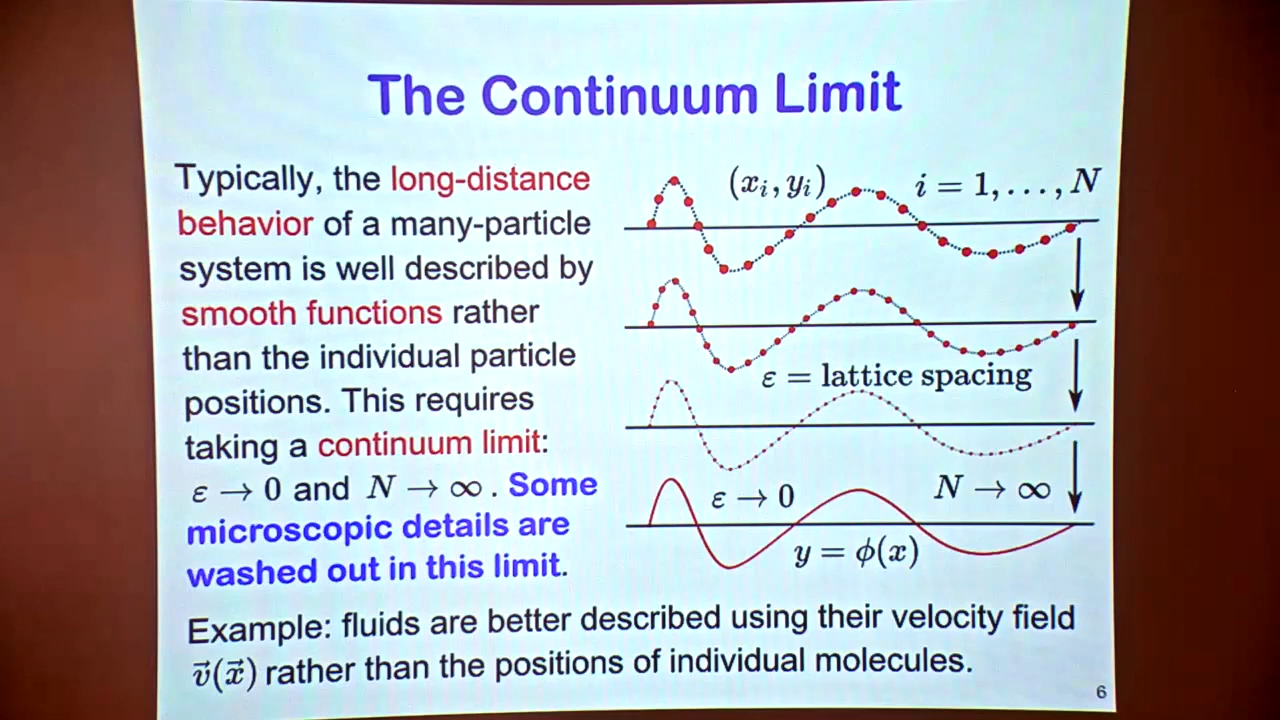 The Continuum Limit
Typically, the long-distance
behavior of a many-particle
system is well described by
smooth functions rather
than the individual particle
positions. This requires
taking a continuum limit:
ε → 0 and N → ∞ . Some
microscopic details are
washed out in this limit.
(xᵢ, yᵢ) i = 1, . . . , N
ε = lattice spacing
ε → 0 N → ∞
y = ϕ(x)
Example: fluids are better described using their velocity field
v⃗(x⃗) rather than the positions of individual molecules.
6